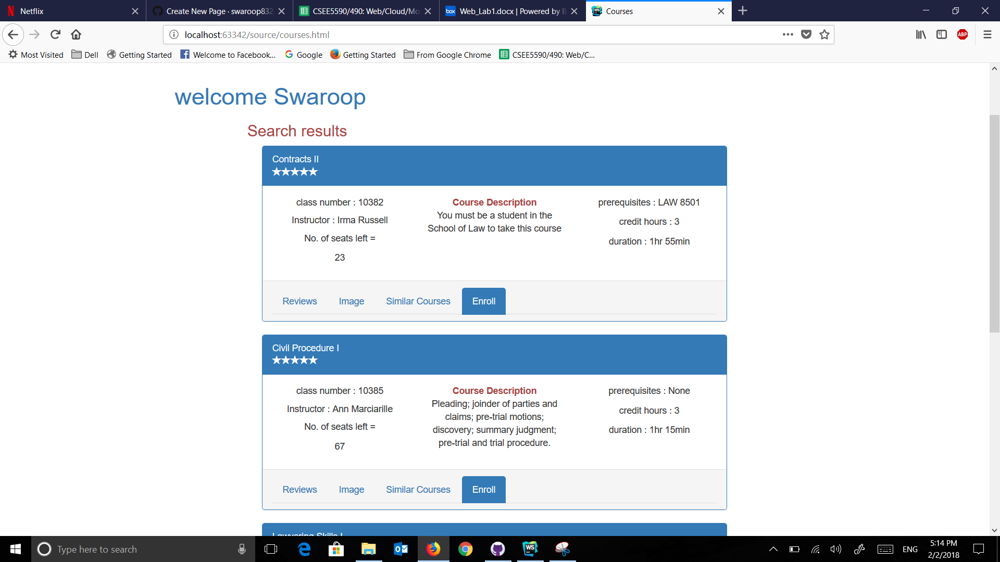 Netflix
Create New Page · swaroop832
CSEE5590/490: Web/Cloud/Mo
box
Web_Lab1.docx | Powered by B
WS
Courses
localhost:63342/source/courses.html
ABP
Most Visited
Dell
Getting Started
Welcome to Facebook...
Google
Getting Started
From Google Chrome
CSEE5590/490: Web/C...
welcome Swaroop
Search results
Contracts II
★★★★★
class number : 10382
Instructor : Irma Russell
No. of seats left =
23
Course Description
You must be a student in the
School of Law to take this course
prerequisites : LAW 8501
credit hours : 3
duration : 1hr 55min
Reviews
Image
Similar Courses
Enroll
Civil Procedure I
★★★★★
class number : 10385
Instructor : Ann Marciarille
No. of seats left =
67
Course Description
Pleading; joinder of parties and
claims; pre-trial motions;
discovery; summary judgment;
pre-trial and trial procedure.
prerequisites : None
credit hours : 3
duration : 1hr 15min
Reviews
Image
Similar Courses
Enroll
Lawyering Skills I
Type here to search
WS
ENG
5:14 PM
2/2/2018